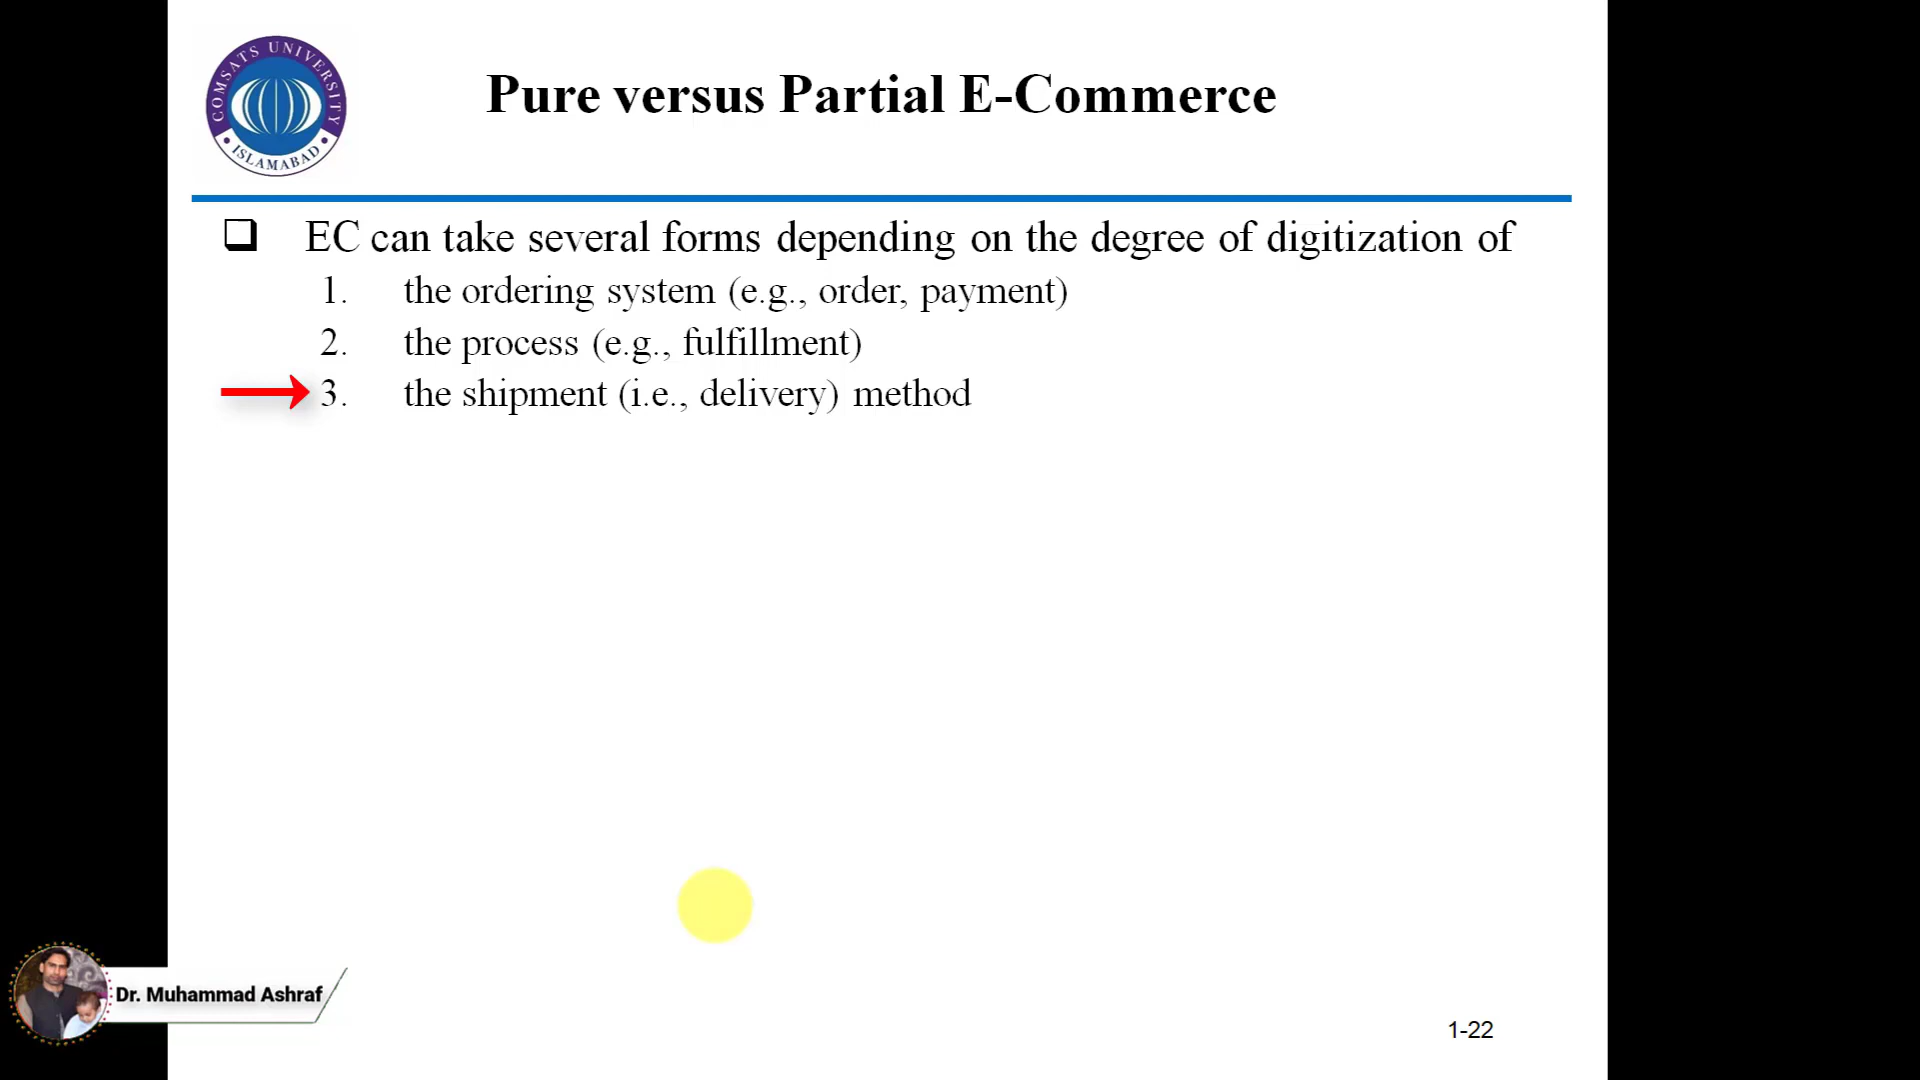 COMSATS UNIVERSITY
ISLAMABAD
Pure versus Partial E-Commerce
EC can take several forms depending on the degree of digitization of
1. the ordering system (e.g., order, payment)
2. the process (e.g., fulfillment)
3. the shipment (i.e., delivery) method
Dr. Muhammad Ashraf
1-22